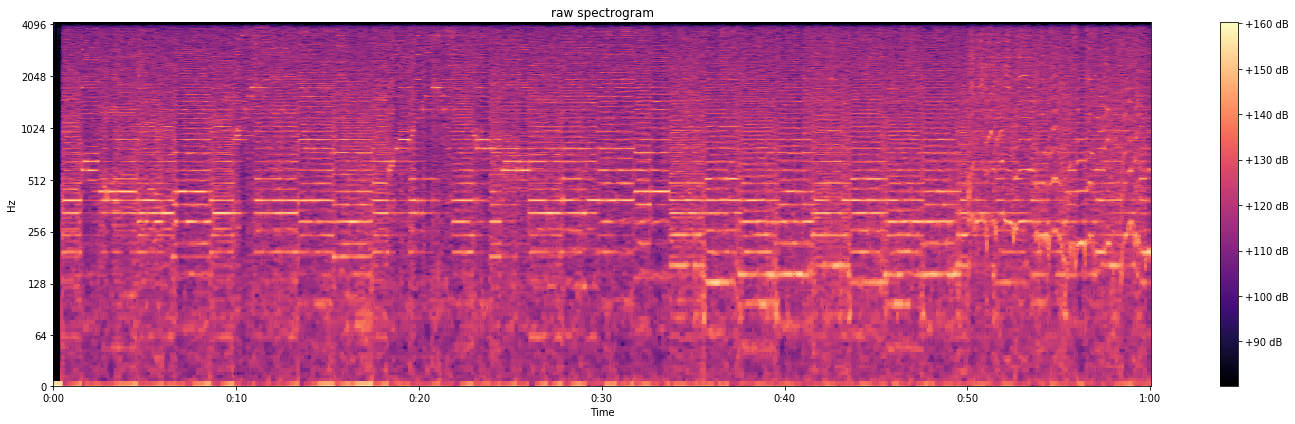 raw spectrogram
4096
2048
1024
512
256
128
64
0
Hz
0:00
0:10
0:20
0:30
0:40
0:50
1:00
Time
+160 dB
+150 dB
+140 dB
+130 dB
+120 dB
+110 dB
+100 dB
+90 dB